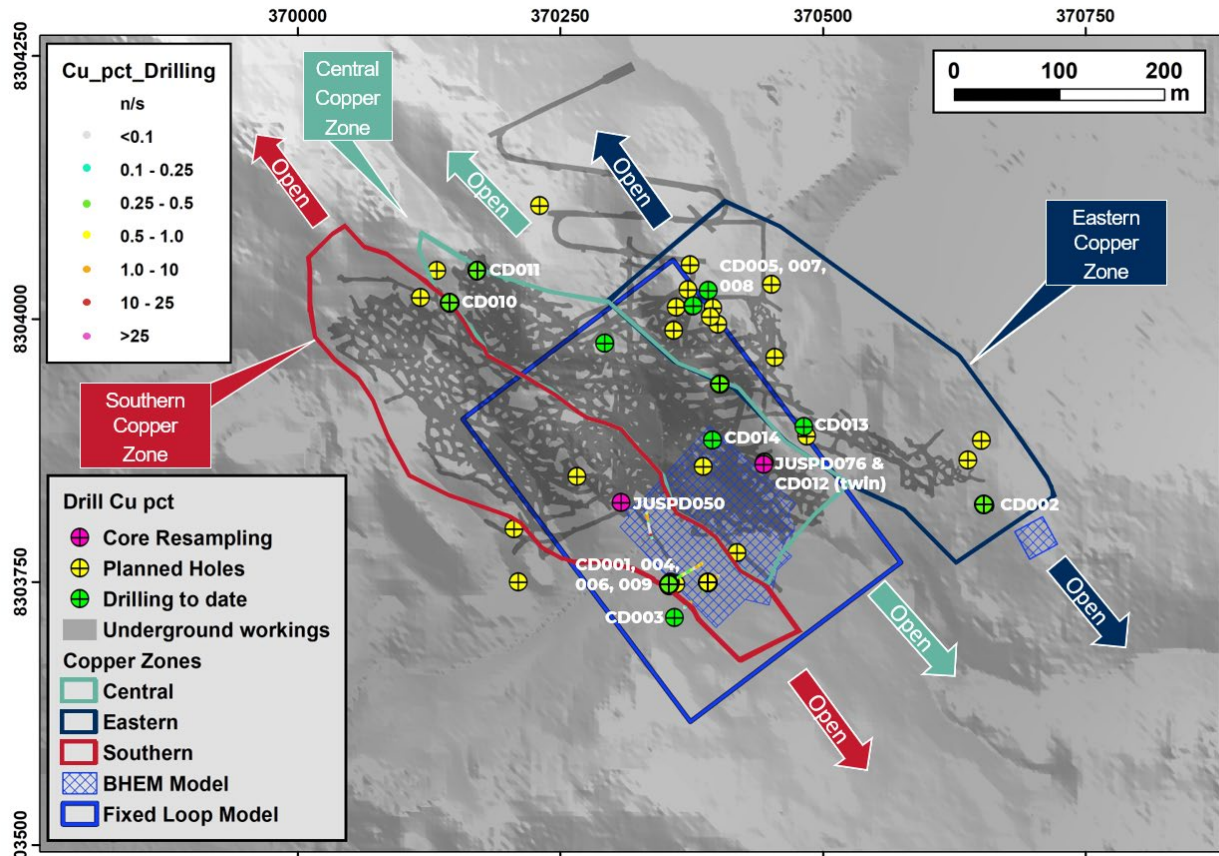 370000 370250 370500 370750
8304250
8304000
8303750
803500
Cu_pct_Drilling
n/s
<0.1
0.1 - 0.25
0.25 - 0.5
0.5 - 1.0
1.0 - 10
10 - 25
>25
Central
Copper
Zone
0 100 200
m
Open
Open
Open
Eastern
Copper
Zone
CD011
CD005, 007,
008
CD010
Southern
Copper
Zone
CD013
CD014
JUSPD076 &
CD012 (twin)
JUSPD050
CD002
CD001, 004,
006, 009
CD003
Open
Open
Open
Drill Cu pct
Core Resampling
Planned Holes
Drilling to date
Underground workings
Copper Zones
Central
Eastern
Southern
BHEM Model
Fixed Loop Model